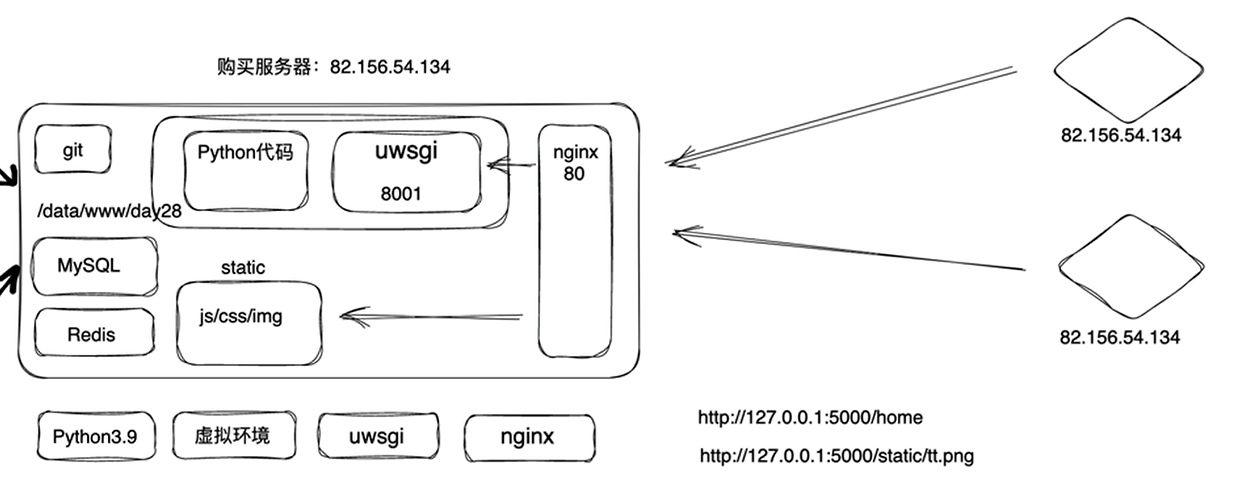 购买服务器：82.156.54.134
82.156.54.134
git
Python代码
uwsgi
8001
nginx
80
/data/www/day28
MySQL
static
js/css/img
Redis
82.156.54.134
Python3.9
虚拟环境
uwsgi
nginx
http://127.0.0.1:5000/home
http://127.0.0.1:5000/static/tt.png